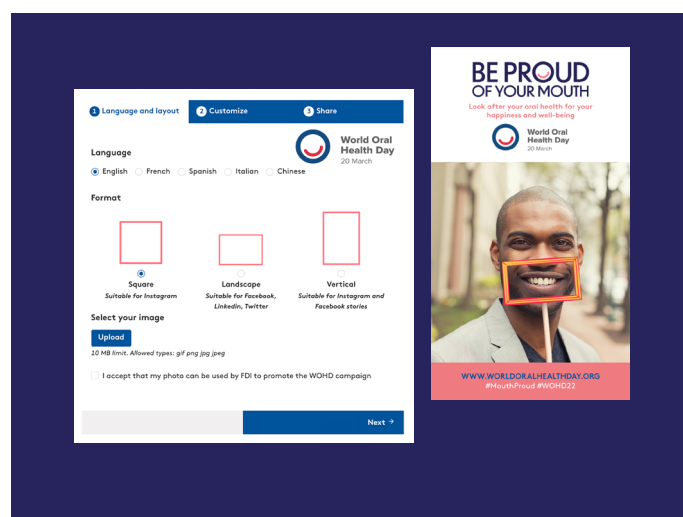 1 Language and layout
2 Customize
3 Share
World Oral
Health Day
20 March
Language
English French Spanish Italian Chinese
Format
Square
Suitable for Instagram
Landscape
Suitable for Facebook,
Linkedin, Twitter
Vertical
Suitable for Instagram and
Facebook stories
Select your image
Upload
10 MB limit. Allowed types: gif png jpg jpeg
I accept that my photo can be used by FDI to promote the WOHD campaign
Next →
BE PROUD
OF YOUR MOUTH
Look after your oral health for your
happiness and well-being
World Oral
Health Day
20 March
WWW.WORLDORALHEALTHDAY.ORG
#MouthProud #WOHD22